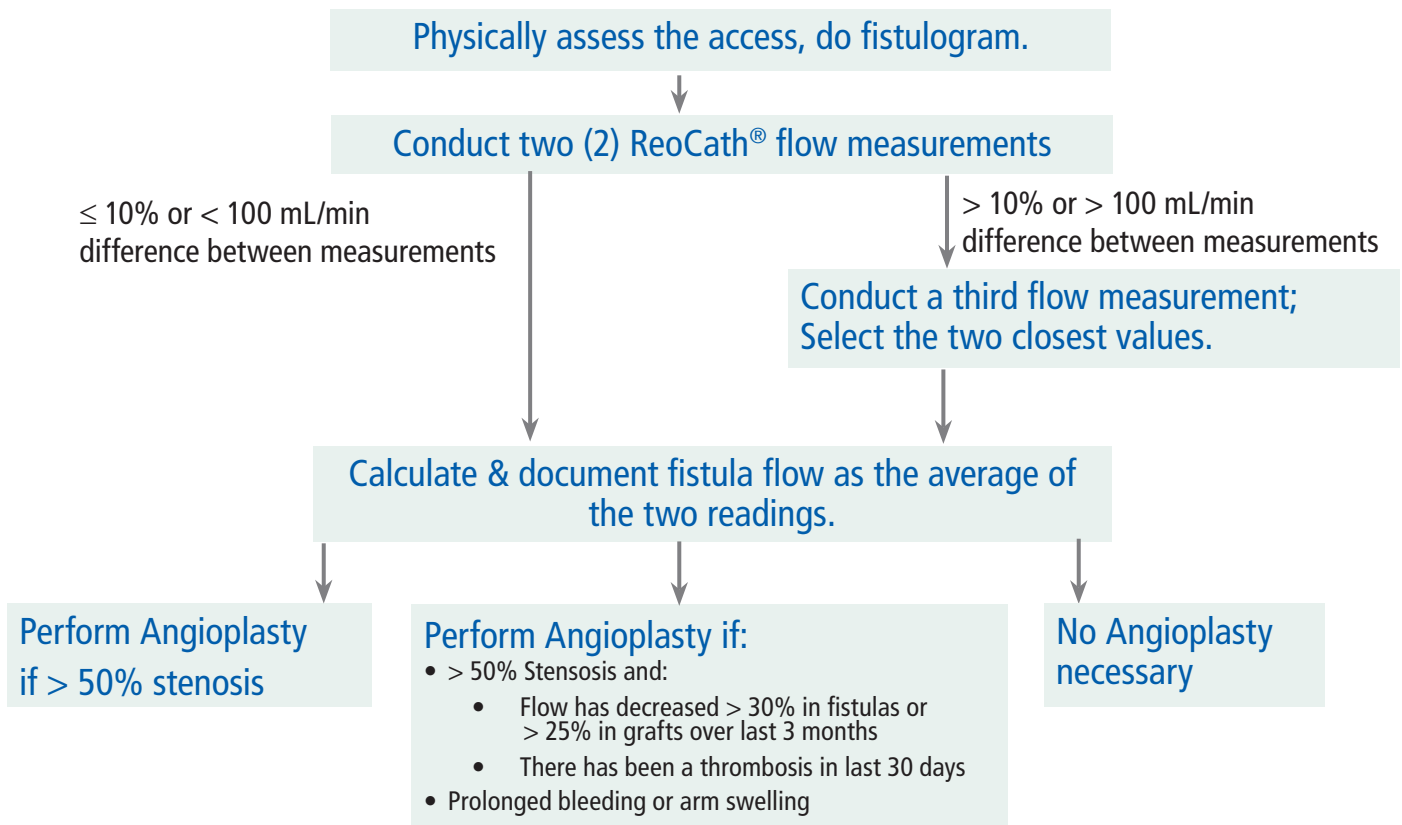 Physically assess the access, do fistulogram.
Conduct two (2) ReoCath® flow measurements
≤ 10% or < 100 mL/min
difference between measurements
> 10% or > 100 mL/min
difference between measurements
Conduct a third flow measurement;
Select the two closest values.
Calculate & document fistula flow as the average of
the two readings.
Perform Angioplasty
if > 50% stenosis
Perform Angioplasty if:
• > 50% Stensosis and:
• Flow has decreased > 30% in fistulas or
> 25% in grafts over last 3 months
• There has been a thrombosis in last 30 days
• Prolonged bleeding or arm swelling
No Angioplasty
necessary